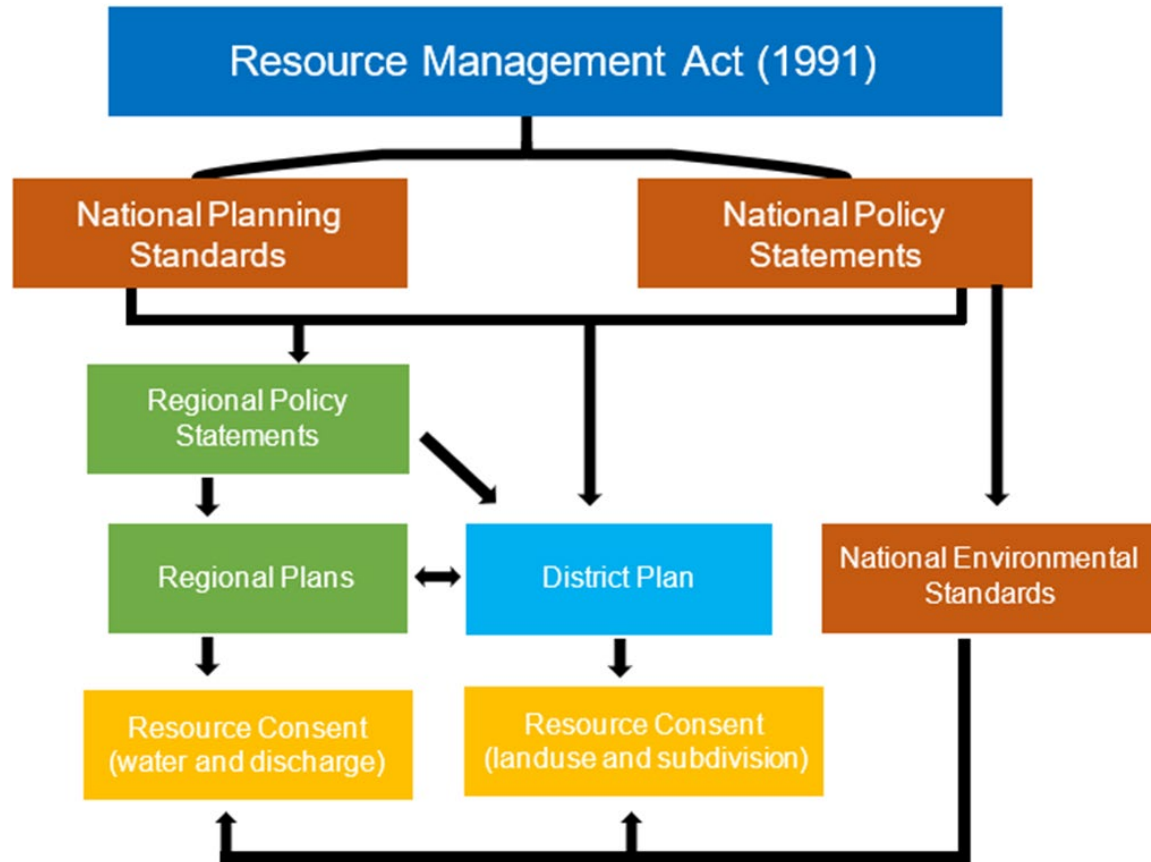 Resource Management Act (1991)
National Planning
Standards
National Policy
Statements
Regional Policy
Statements
Regional Plans
District Plan
National Environmental
Standards
Resource Consent
(water and discharge)
Resource Consent
(landuse and subdivision)